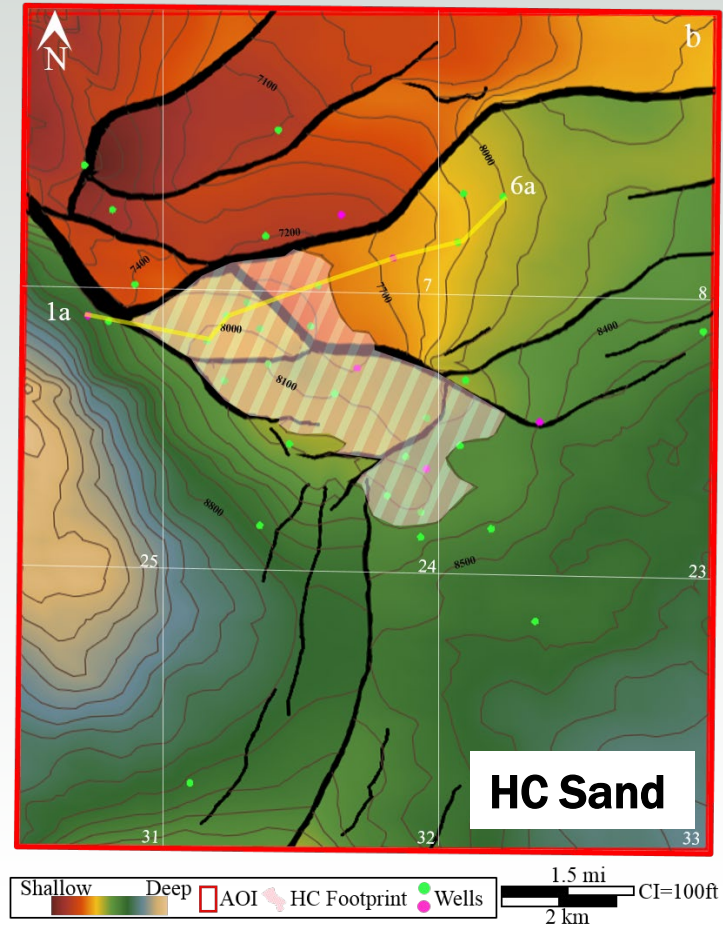 b
N
7100
8000
6a
7200
7400
7
8
7700
1a
8000
8400
8100
8800
25
24
8500
23
HC Sand
31
32
33
Shallow Deep AOI HC Footprint Wells
1.5 mi
CI=100ft
2 km